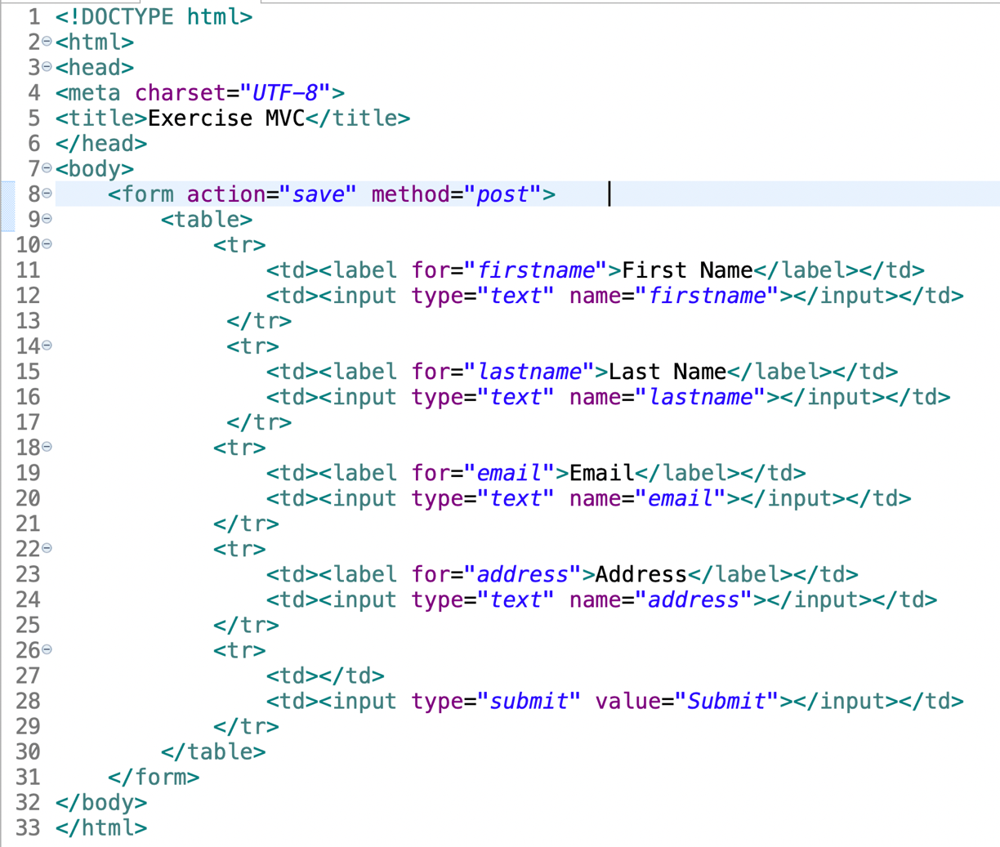 1 <!DOCTYPE html>
2 <html>
3 <head>
4 <meta charset="UTF-8">
5 <title>Exercise MVC</title>
6 </head>
7 <body>
8     <form action="save" method="post">
9         <table>
10             <tr>
11                 <td><label for="firstname">First Name</label></td>
12                 <td><input type="text" name="firstname"></input></td>
13              </tr>
14              <tr>
15                 <td><label for="lastname">Last Name</label></td>
16                 <td><input type="text" name="lastname"></input></td>
17              </tr>
18             <tr>
19                 <td><label for="email">Email</label></td>
20                 <td><input type="text" name="email"></input></td>
21             </tr>
22             <tr>
23                 <td><label for="address">Address</label></td>
24                 <td><input type="text" name="address"></input></td>
25             </tr>
26             <tr>
27                 <td></td>
28                 <td><input type="submit" value="Submit"></input></td>
29             </tr>
30         </table>
31     </form>
32 </body>
33 </html>